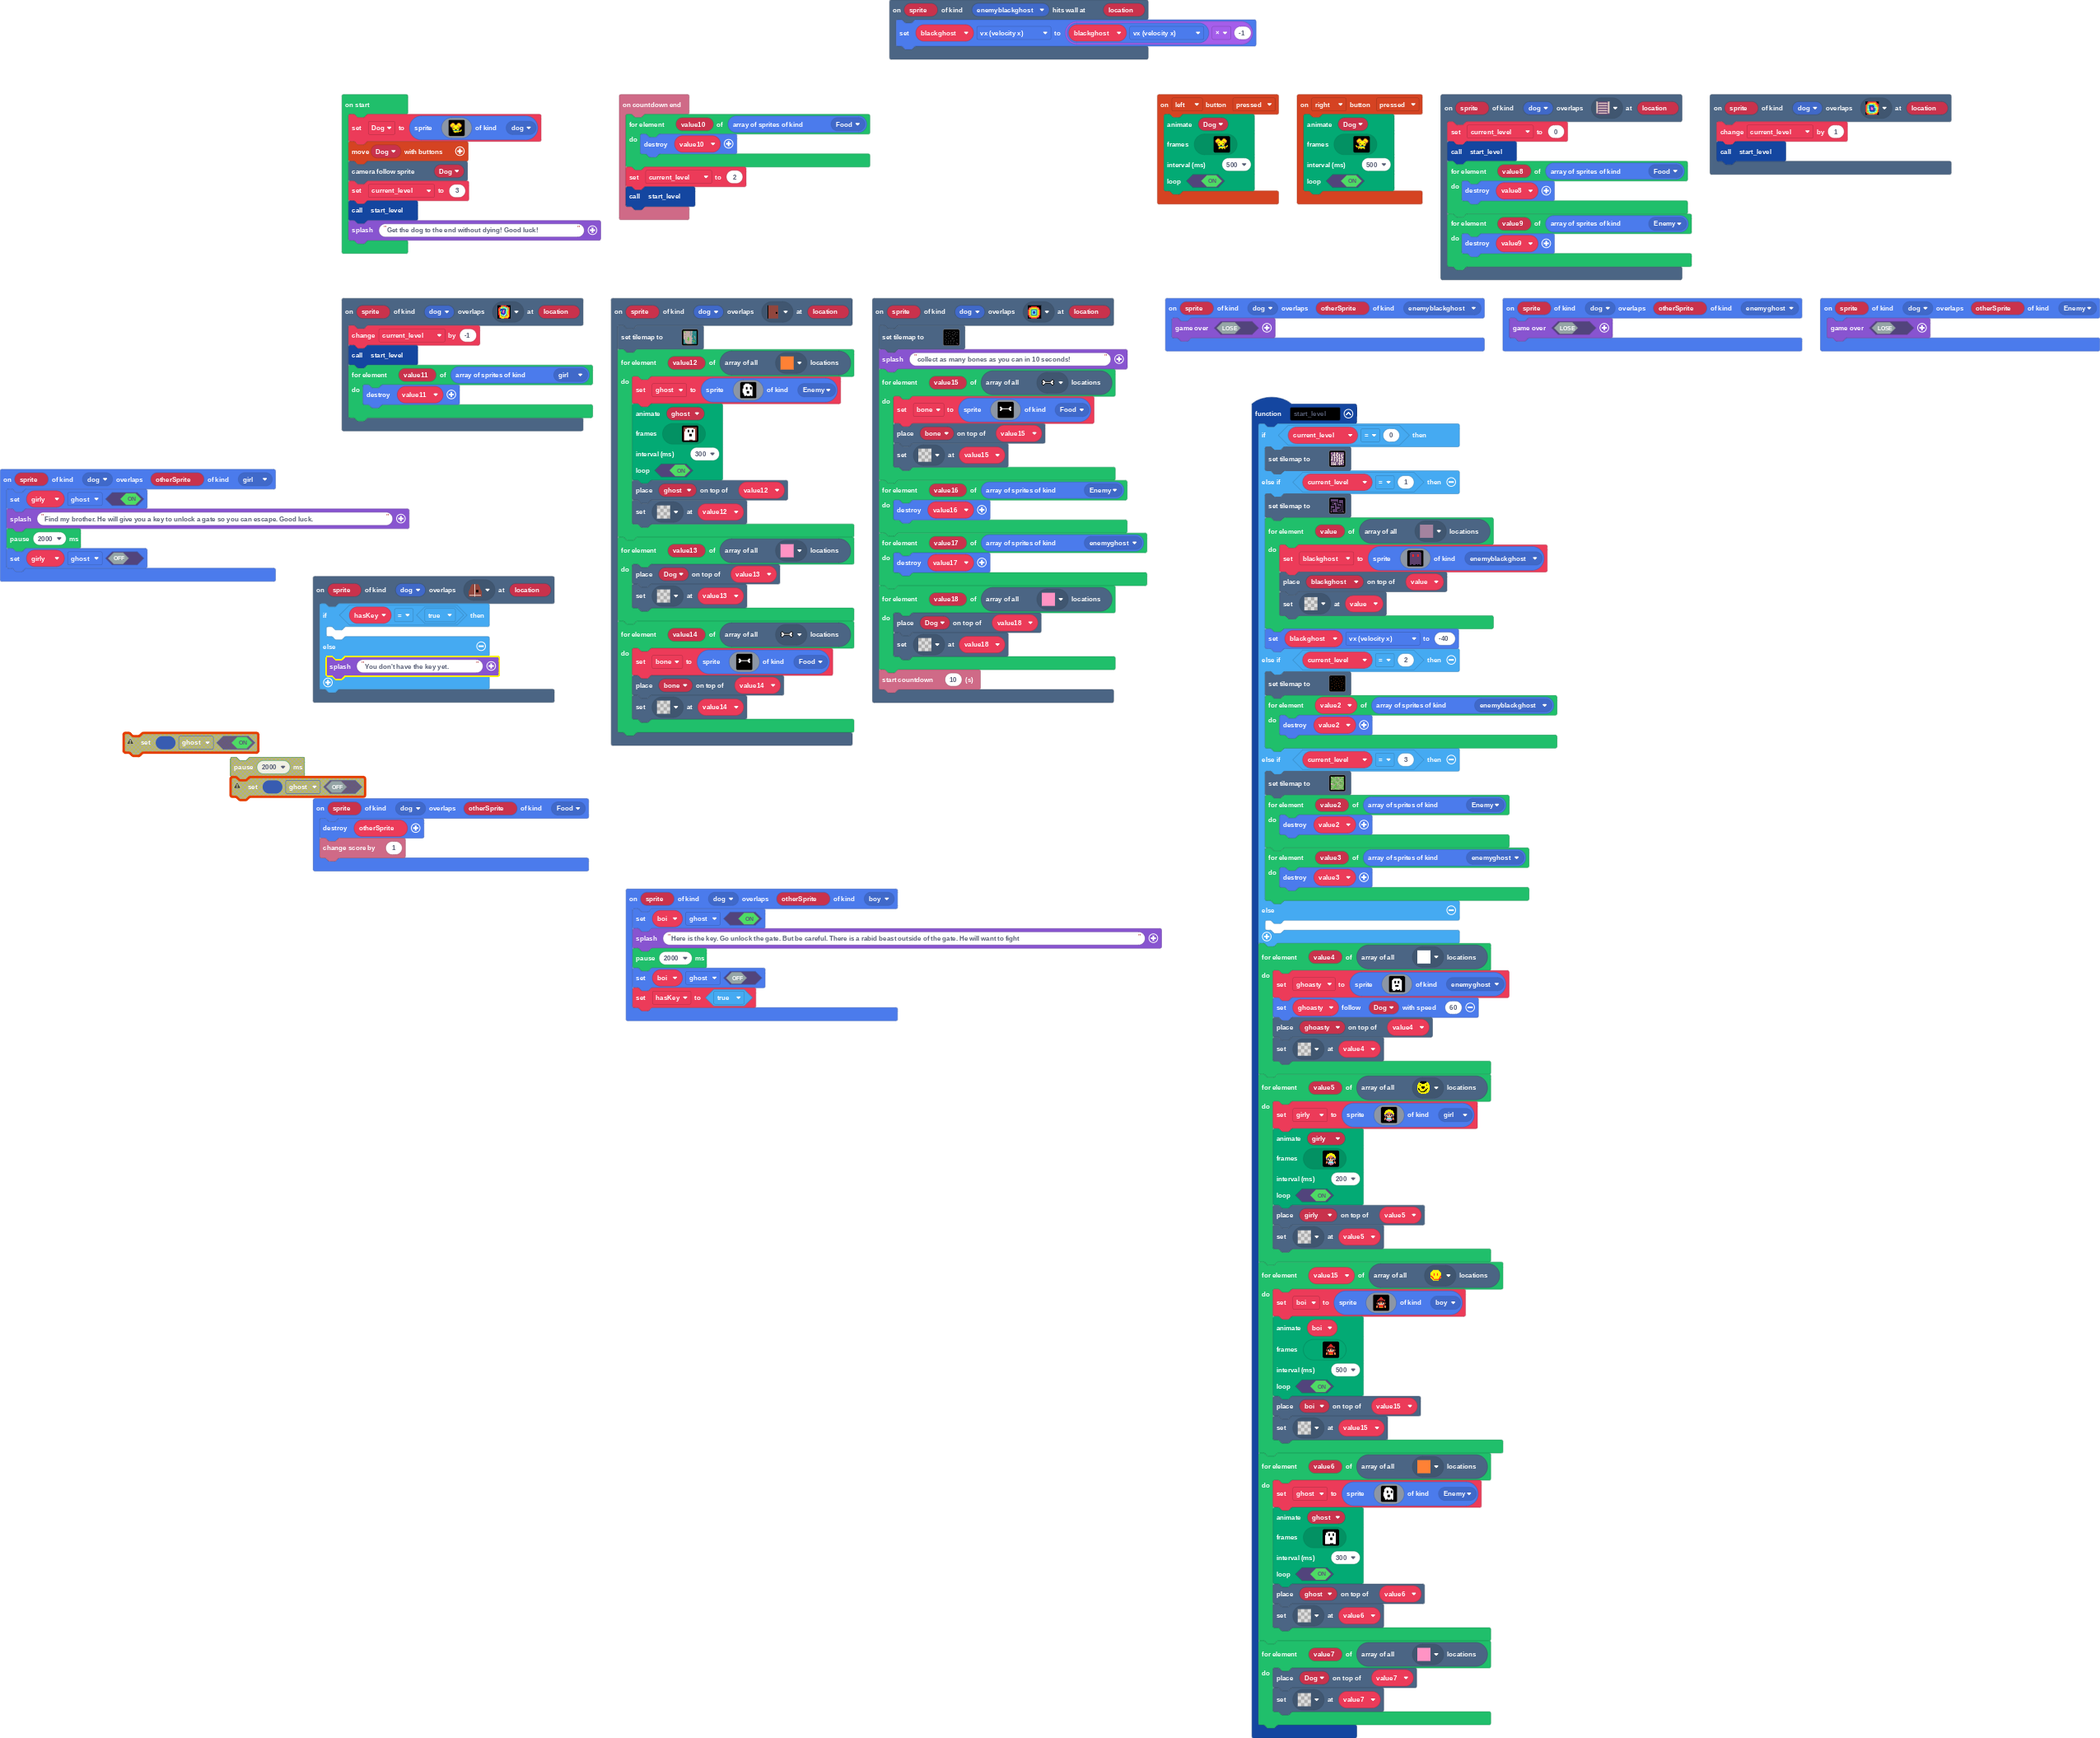 on sprite of kind enemyblackghost hits wall at location
set blackghost vx (velocity x) to blackghost vx (velocity x) × -1
on start
set Dog to sprite of kind dog
move Dog with buttons
camera follow sprite Dog
set current_level to 3
call start_level
splash "Get the dog to the end without dying! Good luck!"
on countdown end
for element value10 of array of sprites of kind Food
do destroy value10
set current_level to 2
call start_level
on left button pressed
animate Dog
frames
interval (ms) 500
loop ON
on right button pressed
animate Dog
frames
interval (ms) 500
loop ON
on sprite of kind dog overlaps at location
set current_level to 0
call start_level
for element value8 of array of sprites of kind Food
do destroy value8
for element value9 of array of sprites of kind Enemy
do destroy value9
on sprite of kind dog overlaps at location
change current_level by 1
call start_level
on sprite of kind dog overlaps at location
change current_level by -1
call start_level
for element value11 of array of sprites of kind girl
do destroy value11
on sprite of kind dog overlaps at location
set tilemap to
for element value12 of array of all locations
do set ghost to sprite of kind Enemy
animate ghost
frames
interval (ms) 300
loop ON
place ghost on top of value12
set at value12
for element value13 of array of all locations
do place Dog on top of value13
set at value13
for element value14 of array of all locations
do set bone to sprite of kind Food
place bone on top of value14
set at value14
on sprite of kind dog overlaps at location
set tilemap to
splash "collect as many bones as you can in 10 seconds!"
for element value15 of array of all locations
do set bone to sprite of kind Food
place bone on top of value15
set at value15
for element value16 of array of sprites of kind Enemy
do destroy value16
for element value17 of array of sprites of kind enemyghost
do destroy value17
for element value18 of array of all locations
do place Dog on top of value18
set at value18
start countdown 10 (s)
on sprite of kind dog overlaps otherSprite of kind enemyblackghost
game over LOSE
on sprite of kind dog overlaps otherSprite of kind enemyghost
game over LOSE
on sprite of kind dog overlaps otherSprite of kind Enemy
game over LOSE
on sprite of kind dog overlaps otherSprite of kind girl
set girly ghost ON
splash "Find my brother. He will give you a key to unlock a gate so you can escape. Good luck."
pause 2000 ms
set girly ghost OFF
on sprite of kind dog overlaps at location
if hasKey = true then
else
splash "You don't have the key yet."
set ghost ON
pause 2000 ms
set ghost OFF
on sprite of kind dog overlaps otherSprite of kind Food
destroy otherSprite
change score by 1
on sprite of kind dog overlaps otherSprite of kind boy
set boi ghost ON
splash "Here is the key. Go unlock the gate. But be careful. There is a rabid beast outside of the gate. He will want to fight"
pause 2000 ms
set boi ghost OFF
set hasKey to true
function start_level
if current_level = 0 then
set tilemap to
else if current_level = 1 then
set tilemap to
for element value of array of all locations
do set blackghost to sprite of kind enemyblackghost
place blackghost on top of value
set at value
set blackghost vx (velocity x) to -40
else if current_level = 2 then
set tilemap to
for element value2 of array of sprites of kind enemyblackghost
do destroy value2
else if current_level = 3 then
set tilemap to
for element value2 of array of sprites of kind Enemy
do destroy value2
for element value3 of array of sprites of kind enemyghost
do destroy value3
else
for element value4 of array of all locations
do set ghoasty to sprite of kind enemyghost
set ghoasty follow Dog with speed 60
place ghoasty on top of value4
set at value4
for element value5 of array of all locations
do set girly to sprite of kind girl
animate girly
frames
interval (ms) 200
loop ON
place girly on top of value5
set at value5
for element value15 of array of all locations
do set boi to sprite of kind boy
animate boi
frames
interval (ms) 500
loop ON
place boi on top of value15
set at value15
for element value6 of array of all locations
do set ghost to sprite of kind Enemy
animate ghost
frames
interval (ms) 300
loop ON
place ghost on top of value6
set at value6
for element value7 of array of all locations
do place Dog on top of value7
set at value7